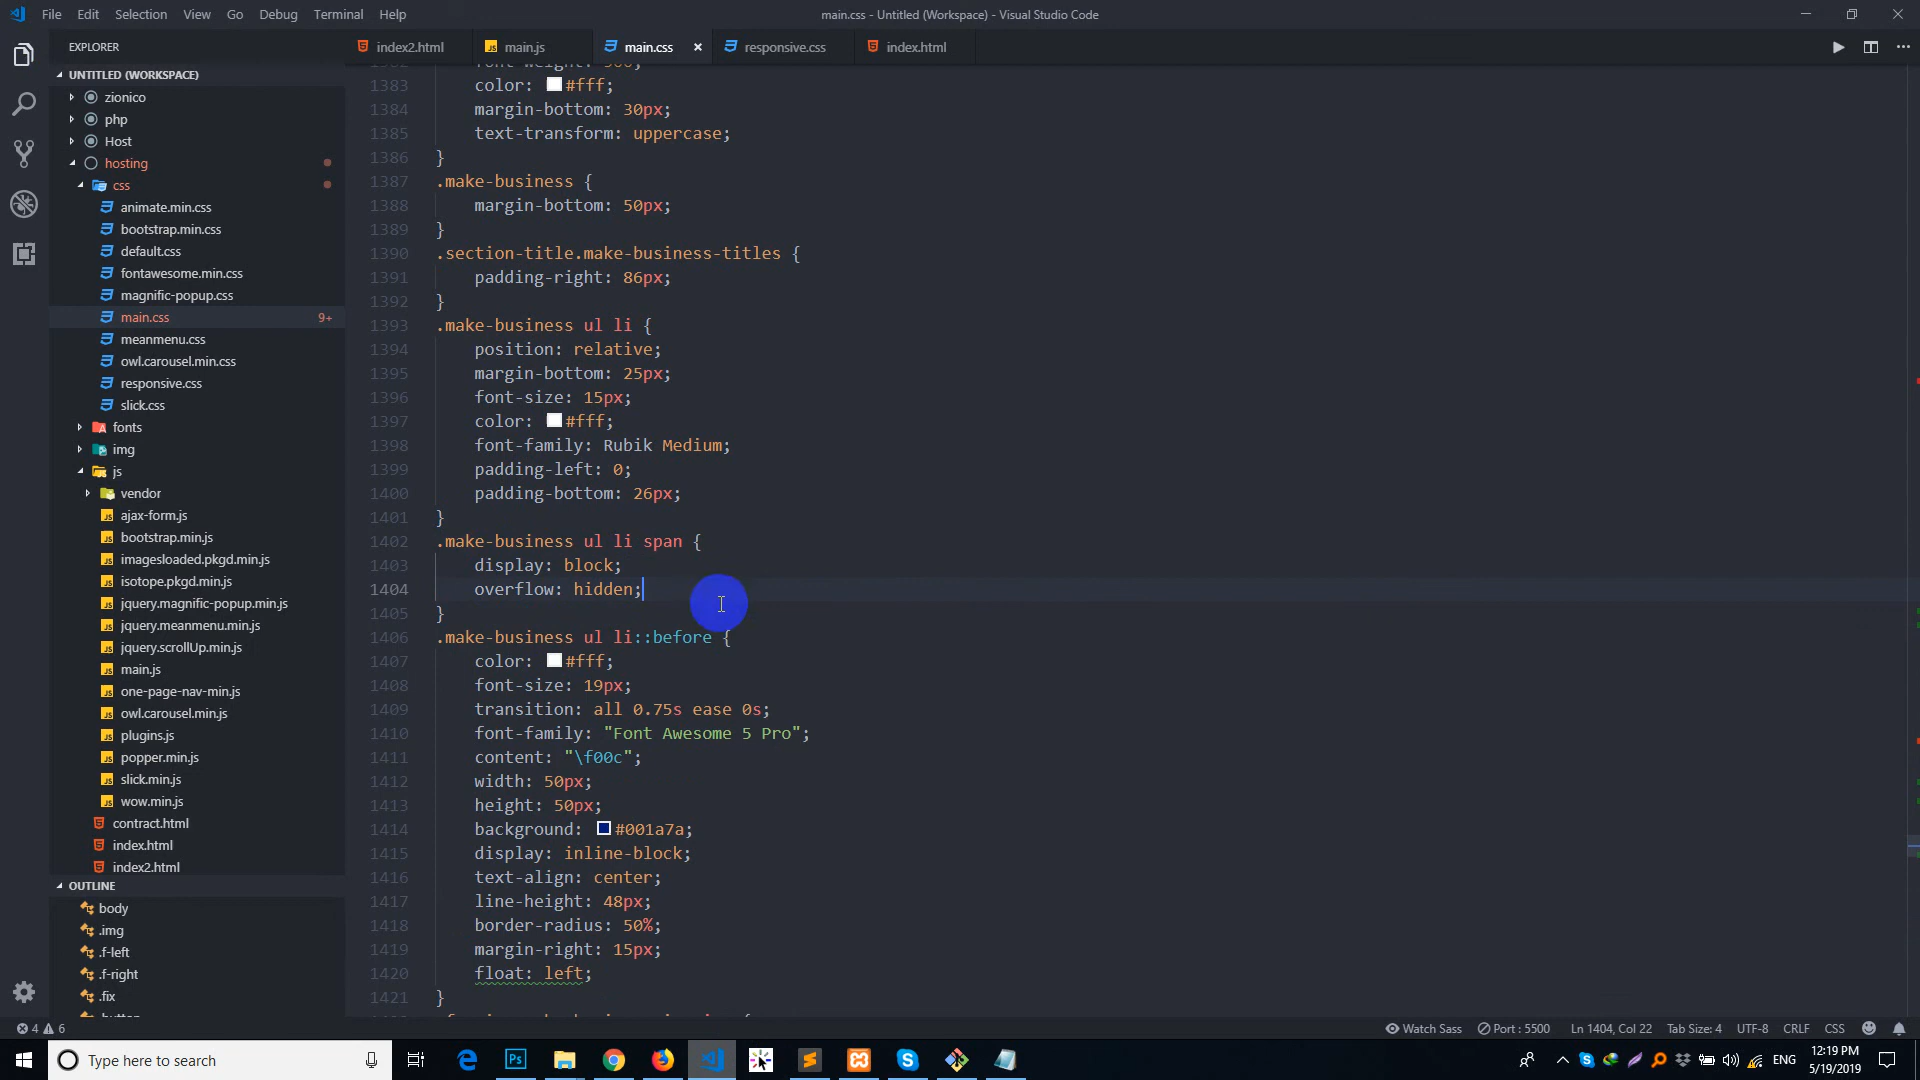 File Edit Selection View Go Debug Terminal Help
main.css - Untitled (Workspace) - Visual Studio Code
EXPLORER
index2.html
main.js
main.css
responsive.css
index.html
UNTITLED (WORKSPACE)
zionico
php
Host
hosting
css
animate.min.css
bootstrap.min.css
default.css
fontawesome.min.css
magnific-popup.css
main.css 9+
meanmenu.css
owl.carousel.min.css
responsive.css
slick.css
fonts
img
js
vendor
ajax-form.js
bootstrap.min.js
imagesloaded.pkgd.min.js
isotope.pkgd.min.js
jquery.magnific-popup.min.js
jquery.meanmenu.min.js
jquery.scrollUp.min.js
main.js
one-page-nav-min.js
owl.carousel.min.js
plugins.js
popper.min.js
slick.min.js
wow.min.js
contract.html
index.html
index2.html
OUTLINE
body
.img
.f-left
.f-right
.fix
1383 color: #fff;
1384 margin-bottom: 30px;
1385 text-transform: uppercase;
1386 }
1387 .make-business {
1388 margin-bottom: 50px;
1389 }
1390 .section-title.make-business-titles {
1391 padding-right: 86px;
1392 }
1393 .make-business ul li {
1394 position: relative;
1395 margin-bottom: 25px;
1396 font-size: 15px;
1397 color: #fff;
1398 font-family: Rubik Medium;
1399 padding-left: 0;
1400 padding-bottom: 26px;
1401 }
1402 .make-business ul li span {
1403 display: block;
1404 overflow: hidden;
1405 }
1406 .make-business ul li::before {
1407 color: #fff;
1408 font-size: 19px;
1409 transition: all 0.75s ease 0s;
1410 font-family: "Font Awesome 5 Pro";
1411 content: "\f00c";
1412 width: 50px;
1413 height: 50px;
1414 background: #001a7a;
1415 display: inline-block;
1416 text-align: center;
1417 line-height: 48px;
1418 border-radius: 50%;
1419 margin-right: 15px;
1420 float: left;
1421 }
4 6
Watch Sass
Port : 5500
Ln 1404, Col 22
Tab Size: 4
UTF-8
CRLF
CSS
Type here to search
ENG
12:19 PM
5/19/2019